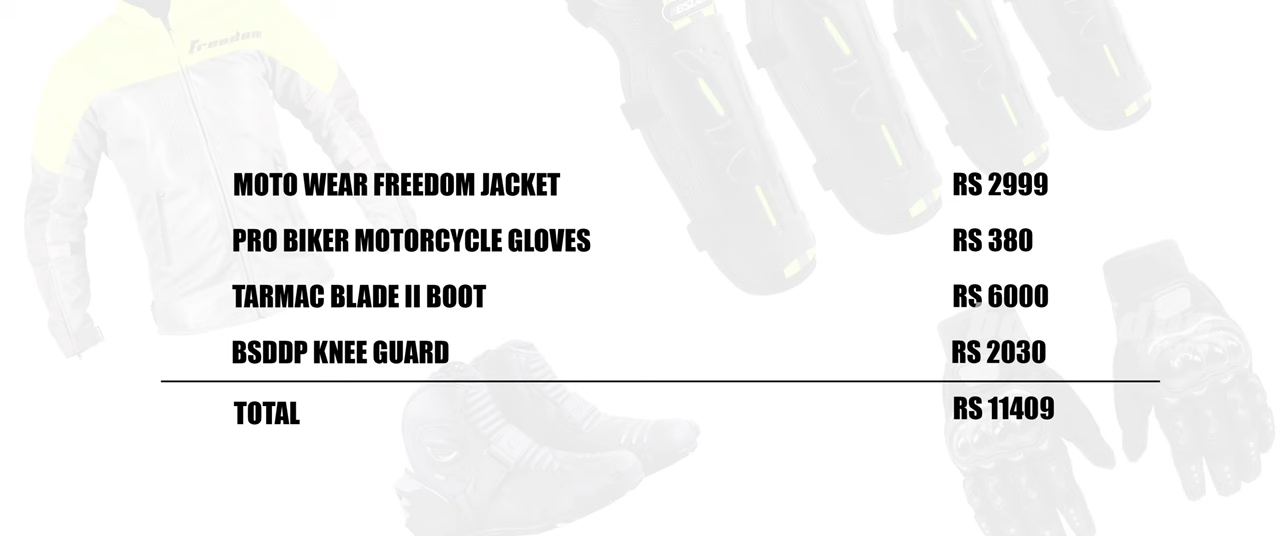 Freedom
MOTO WEAR FREEDOM JACKET RS 2999
PRO BIKER MOTORCYCLE GLOVES RS 380
TARMAC BLADE II BOOT RS 6000
BSDDP KNEE GUARD RS 2030
TOTAL RS 11409